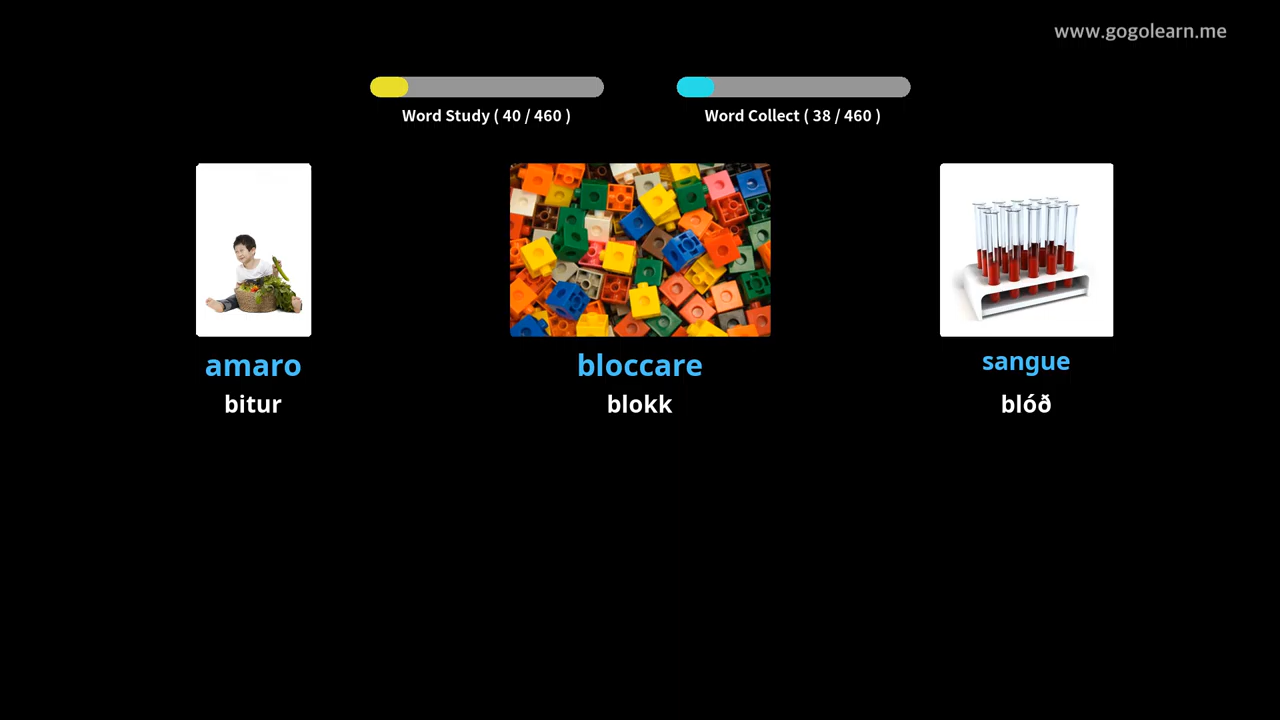 www.gogolearn.me
Word Study ( 40 / 460 )
Word Collect ( 38 / 460 )
amaro
bitur
bloccare
blokk
sangue
blóð